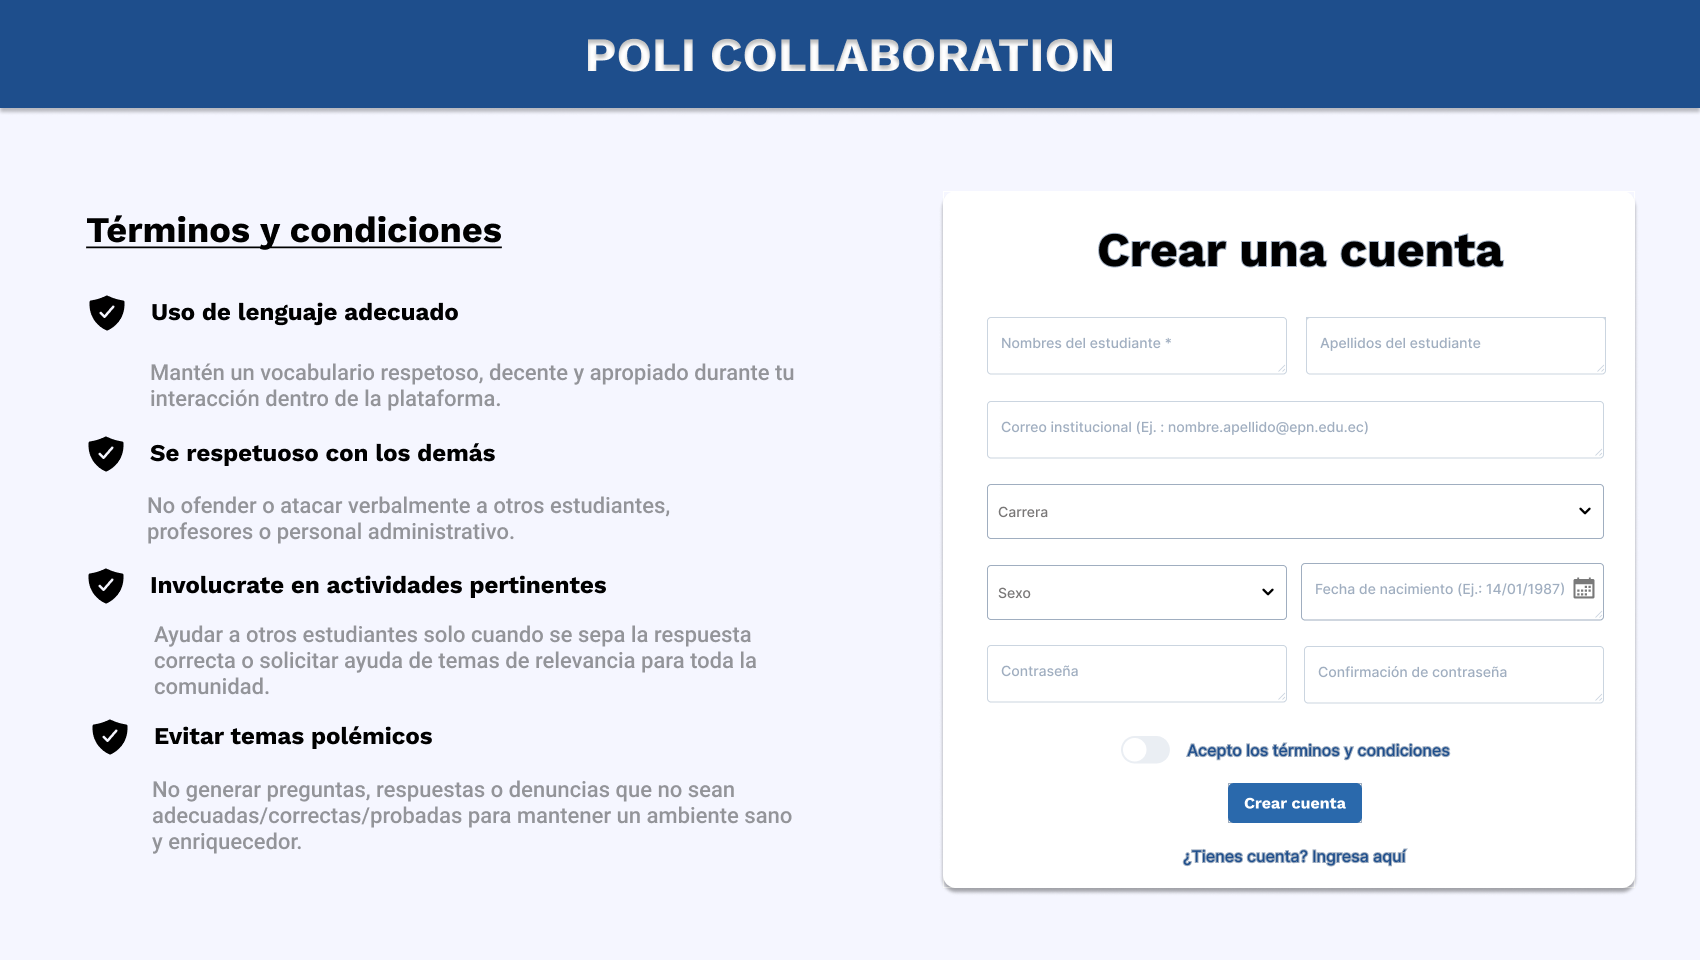 POLI COLLABORATION
Términos y condiciones
Uso de lenguaje adecuado
Mantén un vocabulario respetoso, decente y apropiado durante tu
interacción dentro de la plataforma.
Se respetuoso con los demás
No ofender o atacar verbalmente a otros estudiantes,
profesores o personal administrativo.
Involucrate en actividades pertinentes
Ayudar a otros estudiantes solo cuando se sepa la respuesta
correcta o solicitar ayuda de temas de relevancia para toda la
comunidad.
Evitar temas polémicos
No generar preguntas, respuestas o denuncias que no sean
adecuadas/correctas/probadas para mantener un ambiente sano
y enriquecedor.
Crear una cuenta
Nombres del estudiante *
Apellidos del estudiante
Correo institucional (Ej. : nombre.apellido@epn.edu.ec)
Carrera
Sexo
Fecha de nacimiento (Ej.: 14/01/1987)
Contraseña
Confirmación de contraseña
Acepto los términos y condiciones
Crear cuenta
¿Tienes cuenta? Ingresa aquí